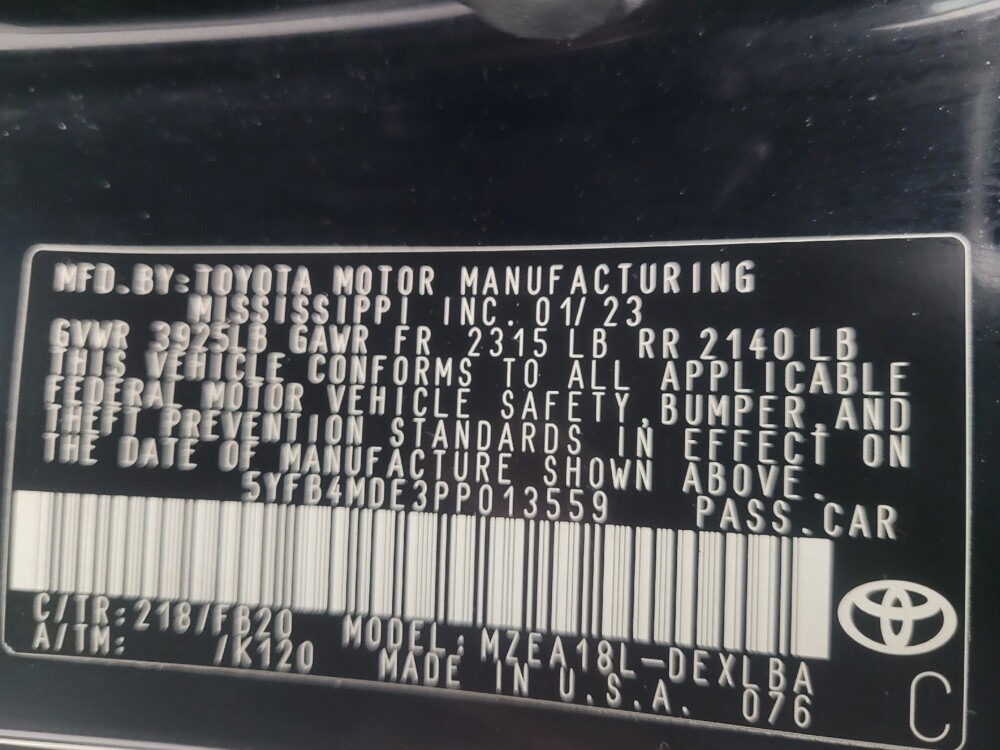 MFD.BY:TOYOTA MOTOR MANUFACTURING
MISSISSIPPI INC. 01/23
GVWR 3925LB GAWR FR 2315 LB RR 2140 LB
THIS VEHICLE CONFORMS TO ALL APPLICABLE
FEDERAL MOTOR VEHICLE SAFETY,BUMPER,AND
THEFT PREVENTION STANDARDS IN EFFECT ON
THE DATE OF MANUFACTURE SHOWN ABOVE.
5YFB4MDE3PP013559 PASS.CAR
C/TR:218/FB20 MODEL:MZEA18L-DEXLBA
A/TM: /K120 MADE IN U.S.A. 076
C